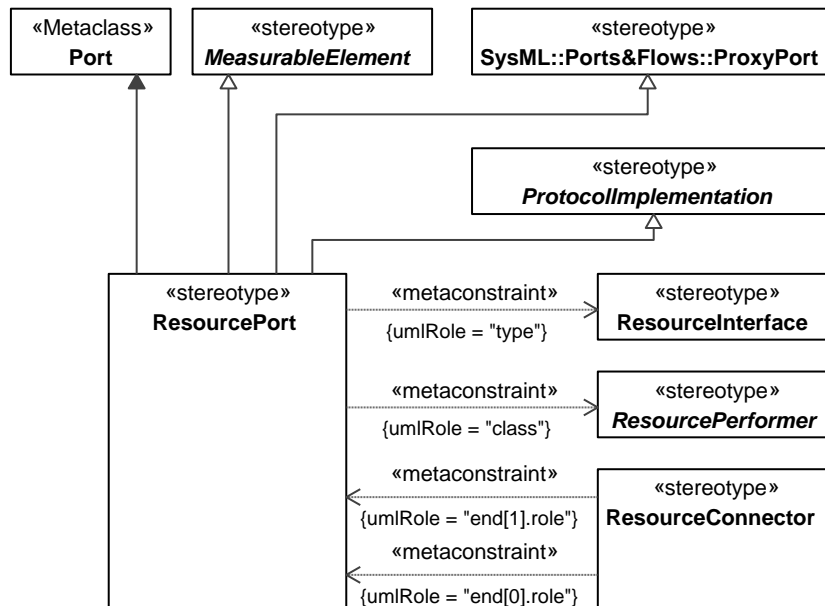 «Metaclass»
Port
«stereotype»
MeasurableElement
«stereotype»
SysML::Ports&Flows::ProxyPort
«stereotype»
ProtocolImplementation
«stereotype»
ResourcePort
«metaconstraint»
{umlRole = "type"}
«stereotype»
ResourceInterface
«metaconstraint»
{umlRole = "class"}
«stereotype»
ResourcePerformer
«metaconstraint»
{umlRole = "end[1].role"}
«stereotype»
ResourceConnector
«metaconstraint»
{umlRole = "end[0].role"}